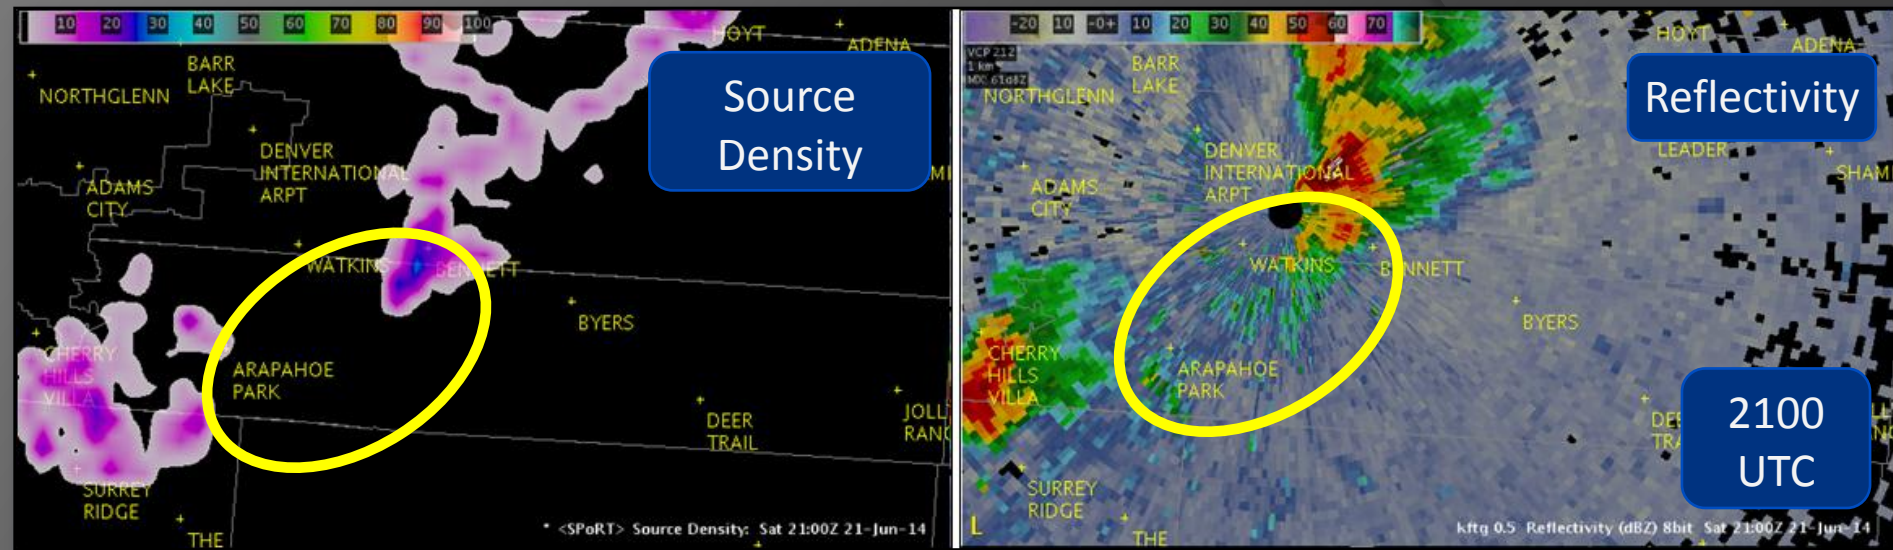 10 20 30 40 50 60 70 80 90 100
HOYT
ADENA
BARR
LAKE
NORTHGLENN
Source
Density
DENVER
INTERNATIONAL
ARPT
ADAMS
CITY
WATKINS
BENNETT
BYERS
CHERRY
HILLS
VILLA
ARAPAHOE
PARK
DEER
TRAIL
SURREY
RIDGE
THE
* <SPoRT> Source Density: Sat 21:00Z 21-Jun-14
-20 10 -0+ 10 20 30 40 50 60 70
VCP 212
1 km
HOYT
ADENA
BARR
LAKE
NORTHGLENN
Reflectivity
DENVER
INTERNATIONAL
ARPT
LEADER
ADAMS
CITY
WATKINS
BENNETT
BYERS
CHERRY
HILLS
VILLA
ARAPAHOE
PARK
2100
UTC
SURREY
RIDGE
L
THE
kftg 0.5 Reflectivity (dBZ) 8bit Sat 21:00Z 21-Jun-14